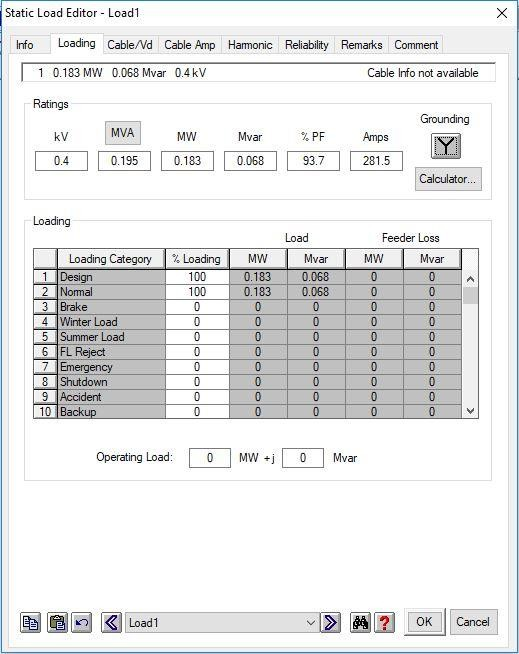 Static Load Editor - Load1
Info Loading Cable/Vd Cable Amp Harmonic Reliability Remarks Comment
1 0.183 MW 0.068 Mvar 0.4 kV Cable Info not available
Ratings
Grounding
kV MVA MW Mvar % PF Amps
0.4 0.195 0.183 0.068 93.7 281.5
Calculator...
Loading
Load Feeder Loss
Loading Category % Loading MW Mvar MW Mvar
1 Design 100 0.183 0.068 0 0
2 Normal 100 0.183 0.068 0 0
3 Brake 0 0 0 0 0
4 Winter Load 0 0 0 0 0
5 Summer Load 0 0 0 0 0
6 FL Reject 0 0 0 0 0
7 Emergency 0 0 0 0 0
8 Shutdown 0 0 0 0 0
9 Accident 0 0 0 0 0
10 Backup 0 0 0 0 0
Operating Load: 0 MW +j 0 Mvar
Load1 ? OK Cancel